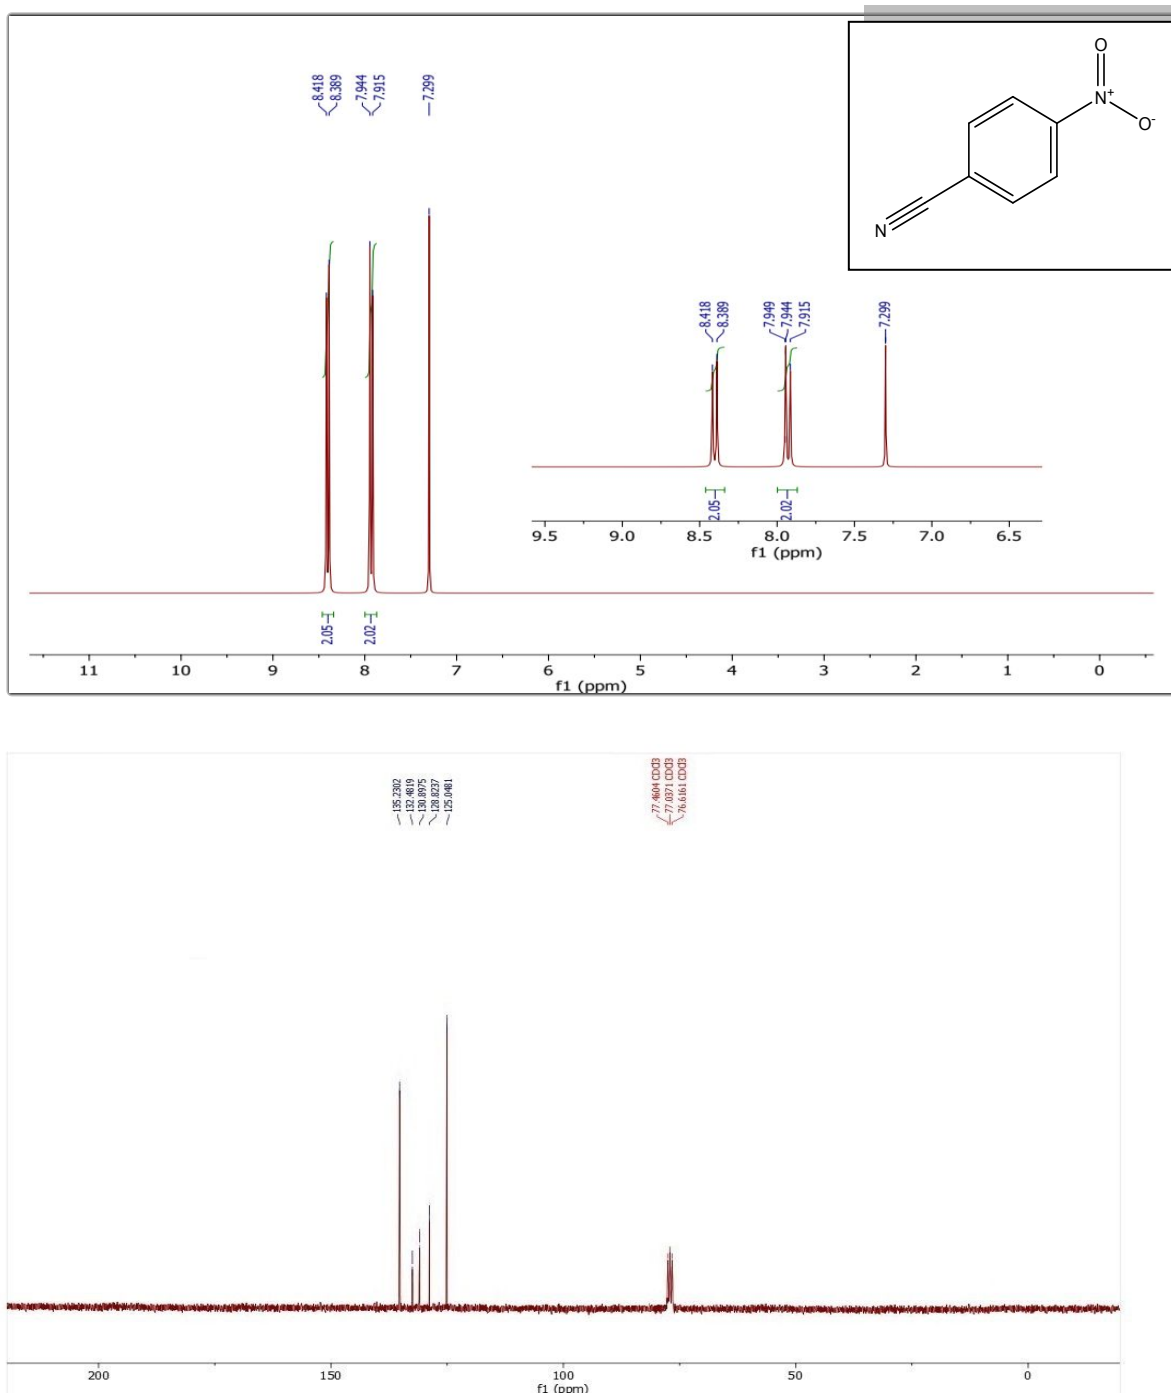 8.418
8.389
7.944
7.915
7.299
O
N+
O-
N
8.418
8.389
7.949
7.944
7.915
7.299
2.05
2.02
9.5 9.0 8.5 8.0 7.5 7.0 6.5
f1 (ppm)
2.05
2.02
11 10 9 8 7 6 5 4 3 2 1 0
f1 (ppm)
135.2302
132.4819
130.8975
128.8237
125.0481
77.4604 CDCl3
77.0371 CDCl3
76.6161 CDCl3
200 150 100 50 0
f1 (ppm)